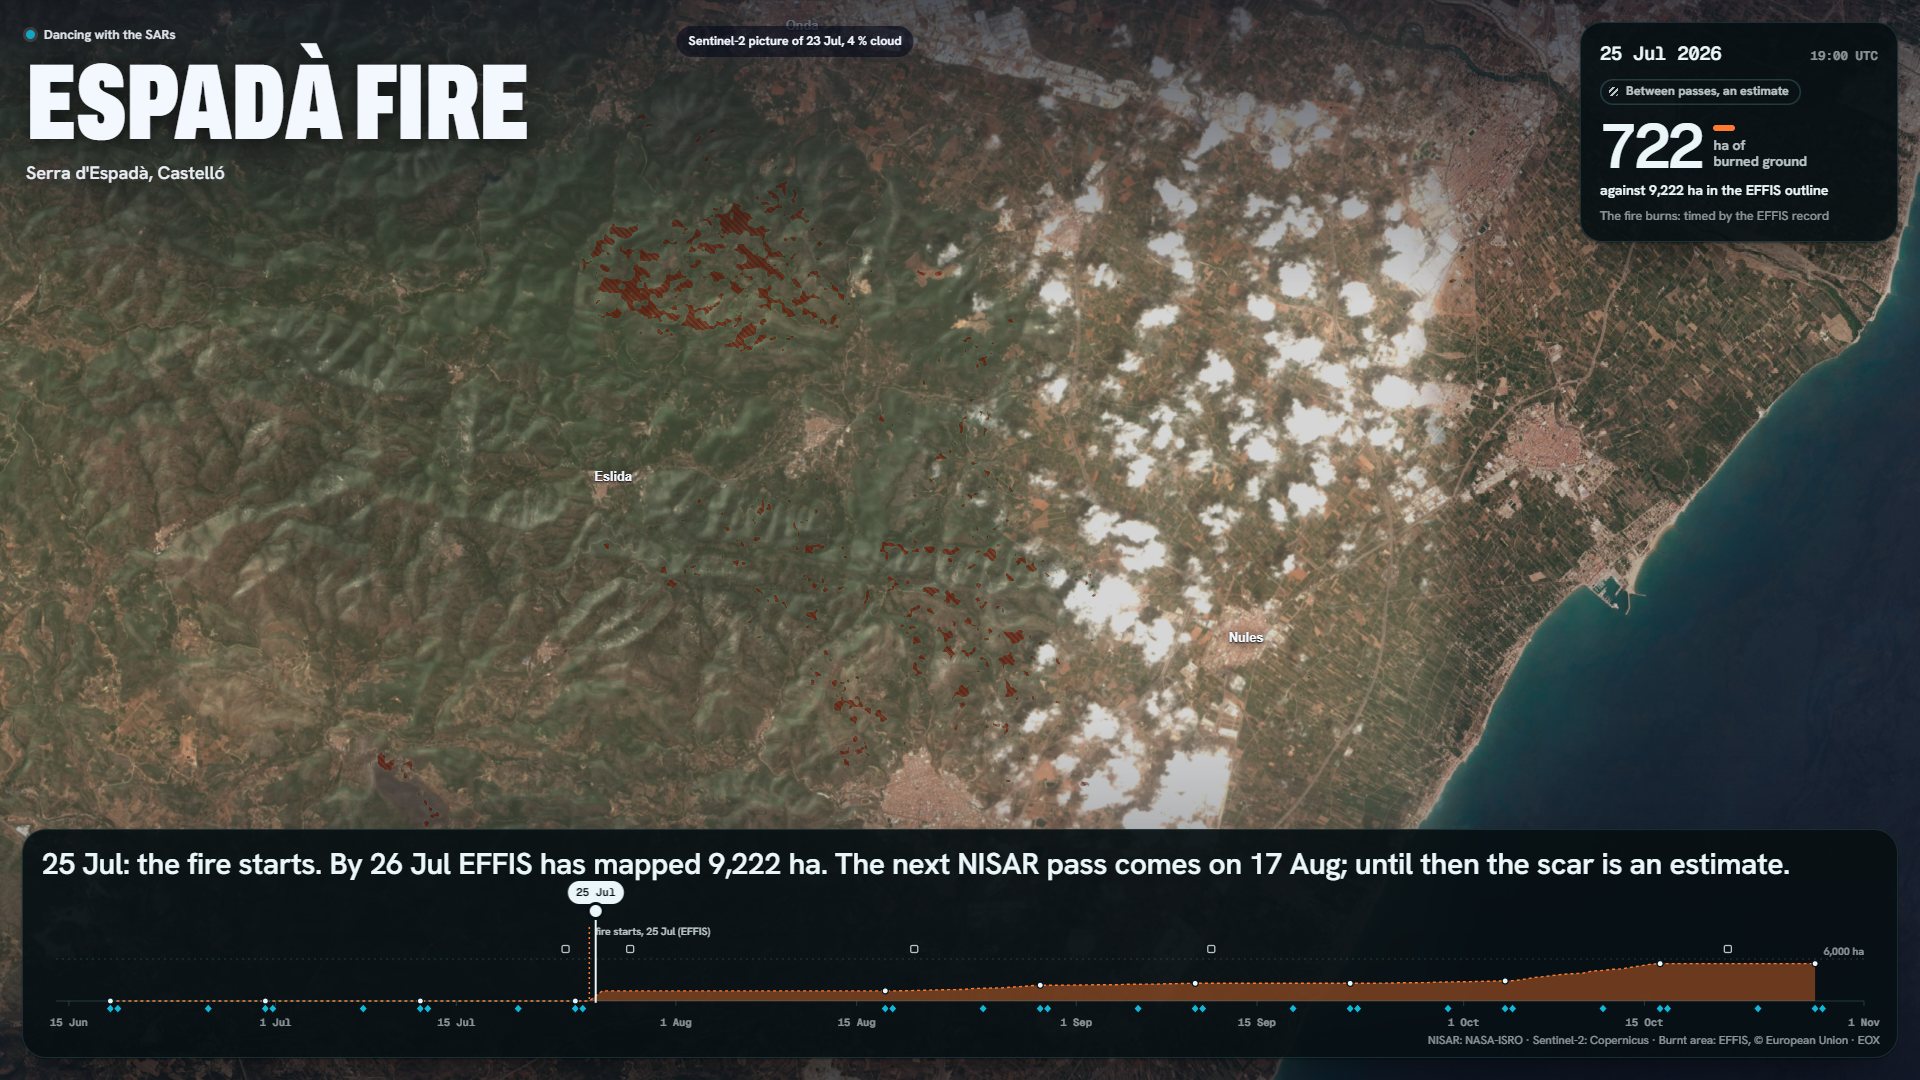 Dancing with the SARs
ESPADÀ FIRE
Serra d'Espadà, Castelló
Onda
Sentinel-2 picture of 23 Jul, 4 % cloud
25 Jul 2026
19:00 UTC
Between passes, an estimate
722
ha of
burned ground
against 9,222 ha in the EFFIS outline
The fire burns: timed by the EFFIS record
Eslida
Nules
25 Jul: the fire starts. By 26 Jul EFFIS has mapped 9,222 ha. The next NISAR pass comes on 17 Aug; until then the scar is an estimate.
25 Jul
fire starts, 25 Jul (EFFIS)
6,000 ha
15 Jun
1 Jul
15 Jul
1 Aug
15 Aug
1 Sep
15 Sep
1 Oct
15 Oct
1 Nov
NISAR: NASA-ISRO · Sentinel-2: Copernicus · Burnt area: EFFIS, © European Union · EOX